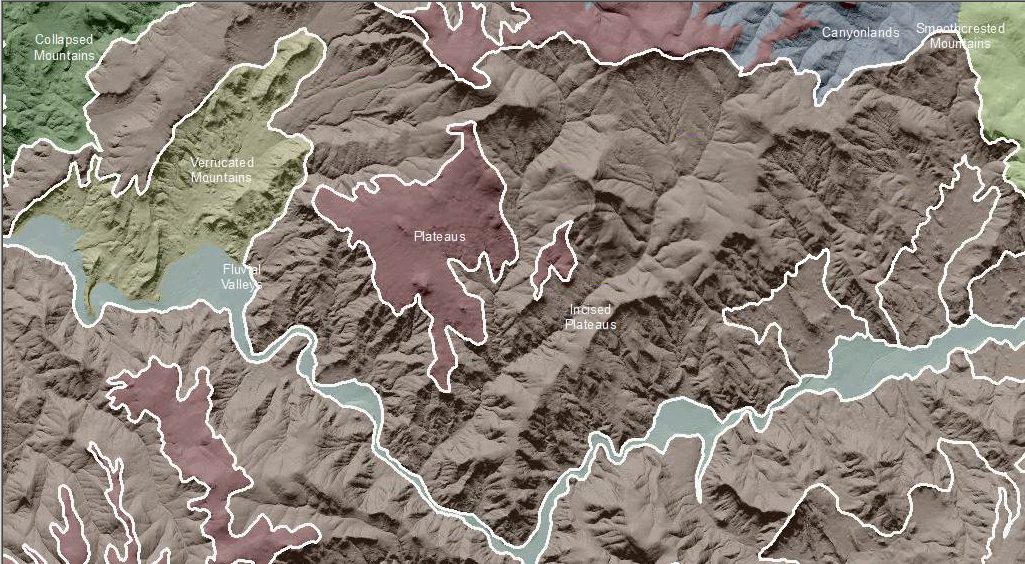 Collapsed
Mountains
Canyonlands
Smoothcrested
Mountains
Verrucated
Mountains
Plateaus
Fluvial
Valleys
Incised
Plateaus